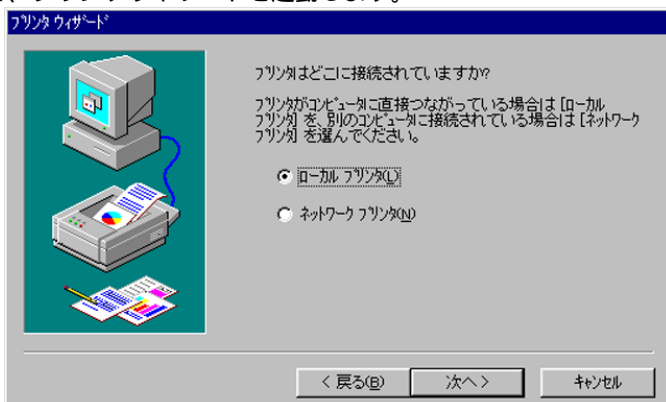 プリンタ ウィザード
プリンタはどこに接続されていますか?
プリンタがコンピュータに直接つながっている場合は [ローカル
プリンタ] を、別のコンピュータに接続されている場合は [ネットワーク
プリンタ] を選んでください。
ローカル プリンタ(L)
ネットワーク プリンタ(N)
< 戻る(B)
次へ >
キャンセル